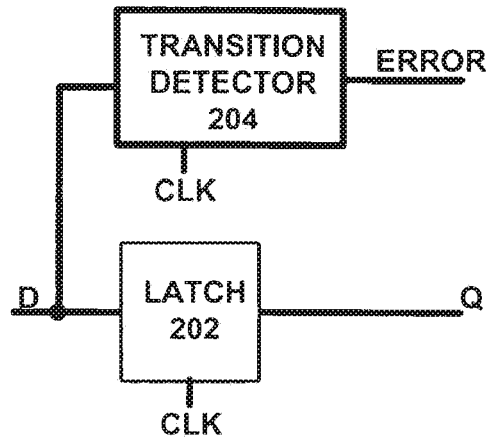 TRANSITION
DETECTOR
204
ERROR
CLK
D
LATCH
202
Q
CLK